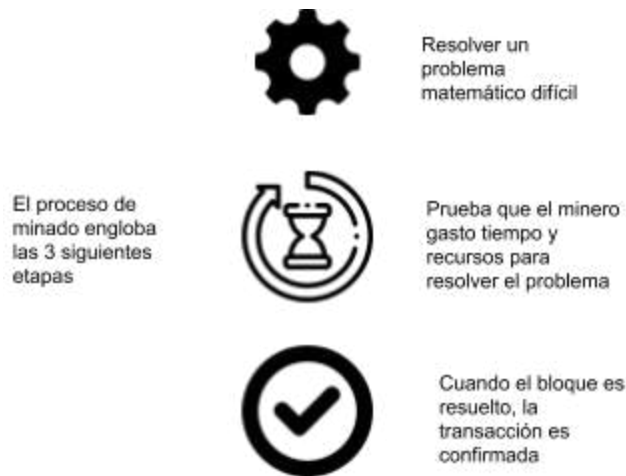 Resolver un
problema
matemático difícil
El proceso de
minado engloba
las 3 siguientes
etapas
Prueba que el minero
gasto tiempo y
recursos para
resolver el problema
Cuando el bloque es
resuelto, la
transacción es
confirmada